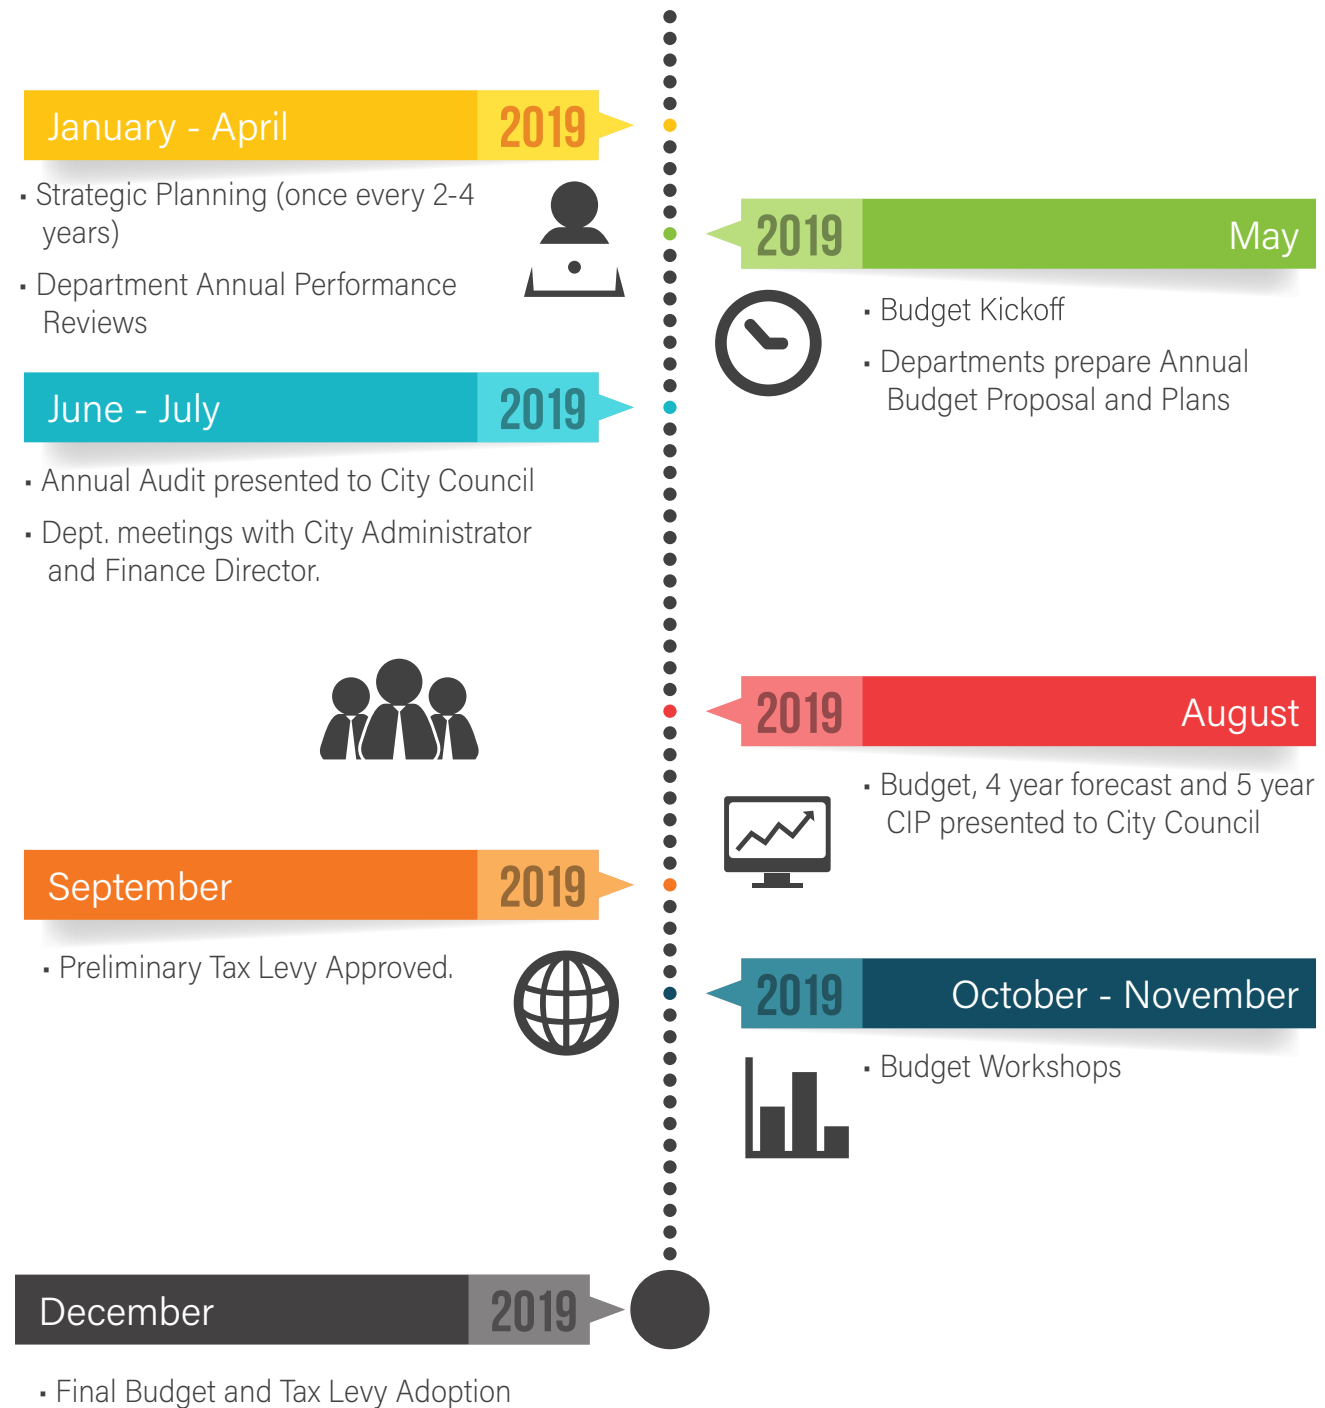 January - April 2019
• Strategic Planning (once every 2-4
years)
• Department Annual Performance
Reviews
2019 May
• Budget Kickoff
• Departments prepare Annual
Budget Proposal and Plans
June - July 2019
• Annual Audit presented to City Council
• Dept. meetings with City Administrator
and Finance Director.
2019 August
• Budget, 4 year forecast and 5 year
CIP presented to City Council
September 2019
• Preliminary Tax Levy Approved.
2019 October - November
• Budget Workshops
December 2019
• Final Budget and Tax Levy Adoption